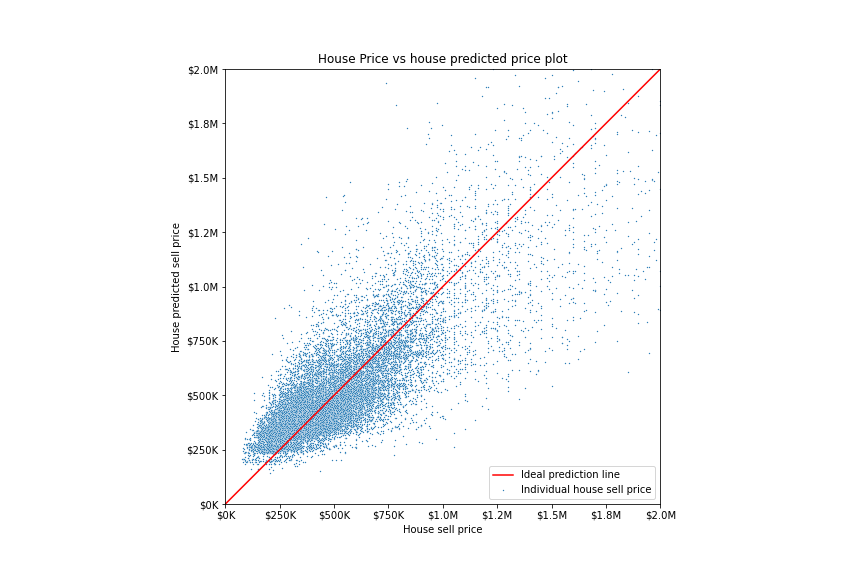 House Price vs house predicted price plot
$2.0M
$1.8M
$1.5M
$1.2M
$1.0M
$750K
$500K
$250K
$0K
House predicted sell price
Ideal prediction line
Individual house sell price
$0K $250K $500K $750K $1.0M $1.2M $1.5M $1.8M $2.0M
House sell price